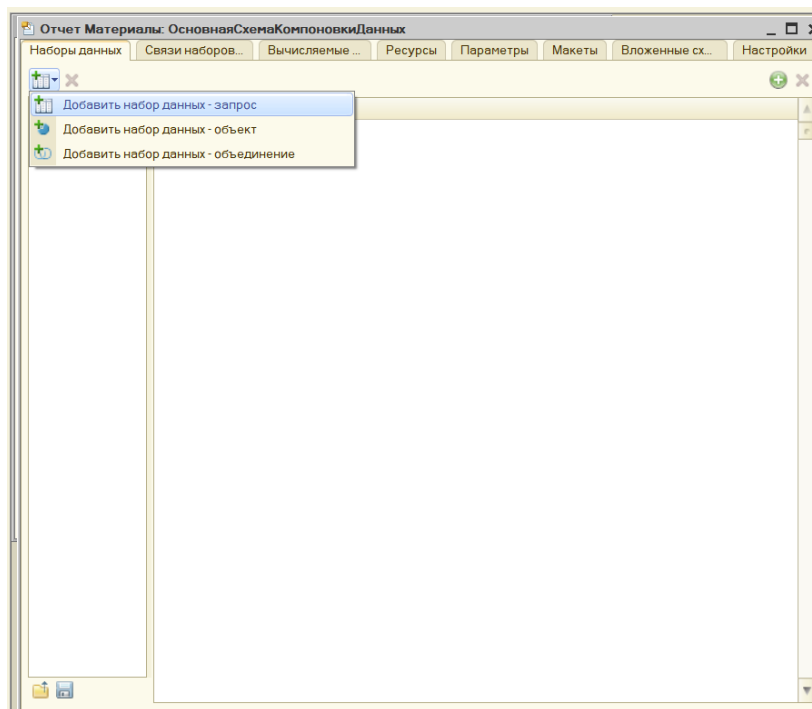 Отчет Материалы: ОсновнаяСхемаКомпоновкиДанных
Наборы данных Связи наборов... Вычисляемые ... Ресурсы Параметры Макеты Вложенные сх... Настройки
Добавить набор данных - запрос
Добавить набор данных - объект
Добавить набор данных - объединение